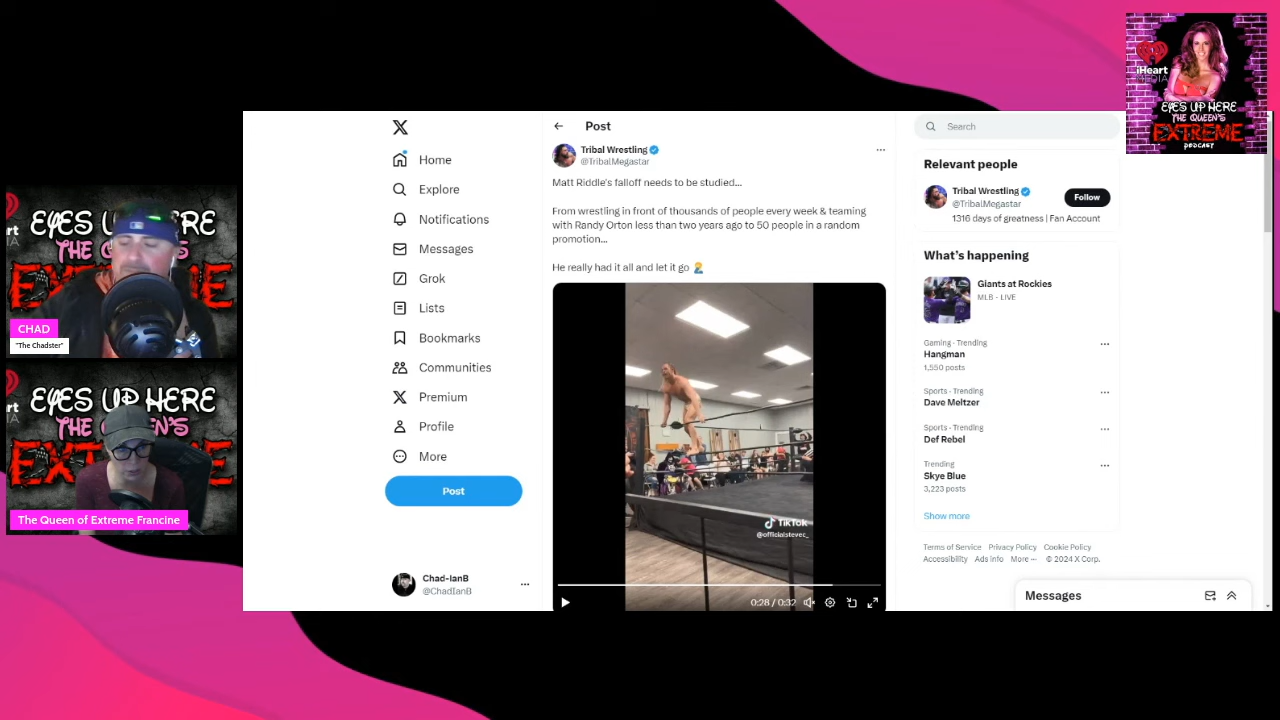 iHeart
MEDIA
EYES UP HERE
THE QUEEN'S
EXTREME
PODCAST
EYES UP HERE
THE QUEEN'S
EXTREME
CHAD
"The Chadster"
EYES UP HERE
THE QUEEN'S
EXTREME
The Queen of Extreme Francine
Home
Explore
Notifications
Messages
Grok
Lists
Bookmarks
Communities
Premium
Profile
More
Post
Chad-IanB
@ChadIanB
Post
Tribal Wrestling
@TribalMegastar
Matt Riddle's falloff needs to be studied...
From wrestling in front of thousands of people every week & teaming
with Randy Orton less than two years ago to 50 people in a random
promotion...
He really had it all and let it go
TikTok
@officialstevec_
0:28 / 0:32
Search
Relevant people
Tribal Wrestling
@TribalMegastar
Follow
1316 days of greatness | Fan Account
What's happening
Giants at Rockies
MLB · LIVE
Gaming · Trending
Hangman
1,550 posts
Sports · Trending
Dave Meltzer
Sports · Trending
Def Rebel
Trending
Skye Blue
3,223 posts
Show more
Terms of Service Privacy Policy Cookie Policy
Accessibility Ads info More ··· © 2024 X Corp.
Messages